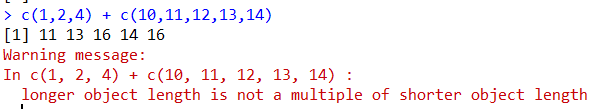 > c(1,2,4) + c(10,11,12,13,14)
[1] 11 13 16 14 16
Warning message:
In c(1, 2, 4) + c(10, 11, 12, 13, 14) :
  longer object length is not a multiple of shorter object length